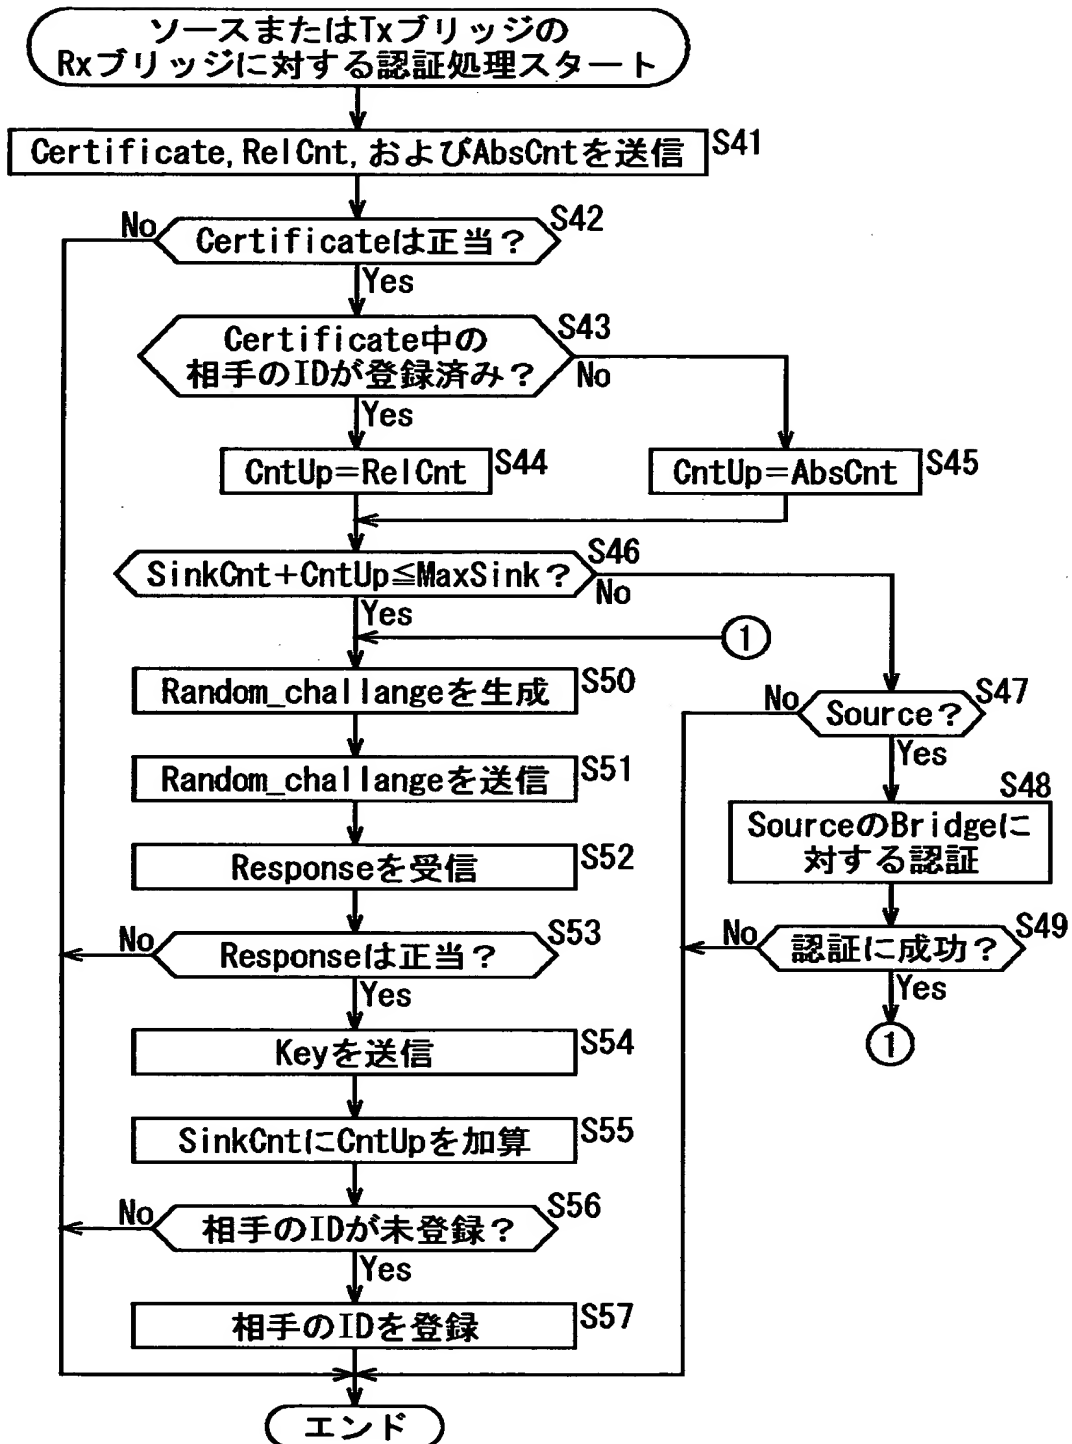 ソースまたはTxブリッジの
Rxブリッジに対する認証処理スタート
Certificate, RelCnt, およびAbsCntを送信
S41
No
Certificateは正当？
S42
Yes
Certificate中の
相手のIDが登録済み？
S43
No
Yes
CntUp=RelCnt
S44
CntUp=AbsCnt
S45
SinkCnt+CntUp≦MaxSink？
S46
No
Yes
1
Random_challangeを生成
S50
No
Source？
S47
Yes
Random_challangeを送信
S51
S48
SourceのBridgeに
対する認証
Responseを受信
S52
No
Responseは正当？
S53
Yes
No
認証に成功？
S49
Yes
1
Keyを送信
S54
SinkCntにCntUpを加算
S55
No
相手のIDが未登録？
S56
Yes
相手のIDを登録
S57
エンド